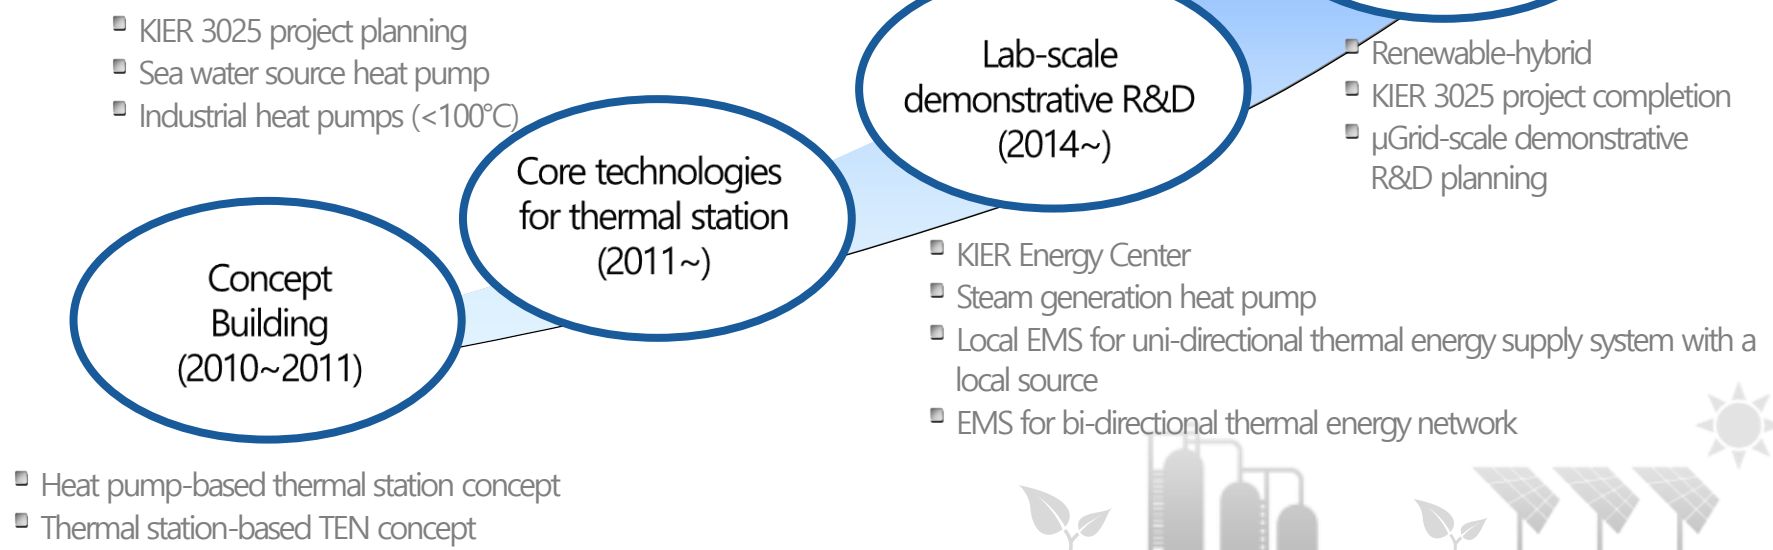 KIER 3025 project planning
Sea water source heat pump
Industrial heat pumps (<100℃)
Lab-scale
demonstrative R&D
(2014~)
Renewable-hybrid
KIER 3025 project completion
µGrid-scale demonstrative
R&D planning
Core technologies
for thermal station
(2011~)
Concept
Building
(2010~2011)
KIER Energy Center
Steam generation heat pump
Local EMS for uni-directional thermal energy supply system with a
local source
EMS for bi-directional thermal energy network
Heat pump-based thermal station concept
Thermal station-based TEN concept